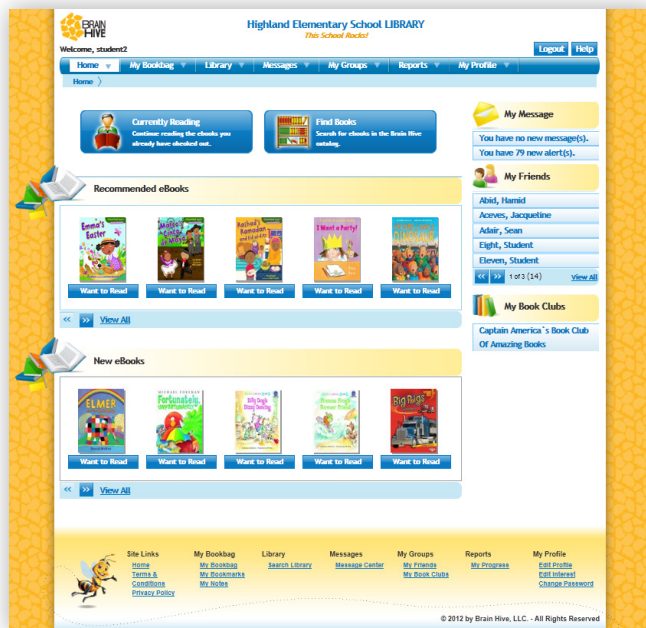 BRAIN
HIVE
Highland Elementary School LIBRARY
This School Rocks!
Welcome, student2
Logout Help
Home My Bookbag Library Messages My Groups Reports My Profile
Home
Currently Reading
Continue reading the ebooks you
already have checked out.
Find Books
Search for ebooks in the Brain Hive
catalog.
My Message
You have no new message(s).
You have 79 new alert(s).
My Friends
Abid, Hamid
Aceves, Jacqueline
Adair, Sean
Eight, Student
Eleven, Student
<< >> 1 of 3 (14) View All
My Book Clubs
Captain America`s Book Club
Of Amazing Books
Recommended eBooks
Emma's
Easter
Rashad's
Ramadan
I Want a Party!
Want to Read Want to Read Want to Read Want to Read Want to Read
<< >> View All
New eBooks
ELMER
Fortunately,
Big Rigs
Want to Read Want to Read Want to Read Want to Read Want to Read
<< >> View All
Site Links
Home
Terms &
Conditions
Privacy Policy
My Bookbag
My Bookbag
My Bookmarks
My Notes
Library
Search Library
Messages
Message Center
My Groups
My Friends
My Book Clubs
Reports
My Progress
My Profile
Edit Profile
Edit Interest
Change Password
© 2012 by Brain Hive, LLC. - All Rights Reserved